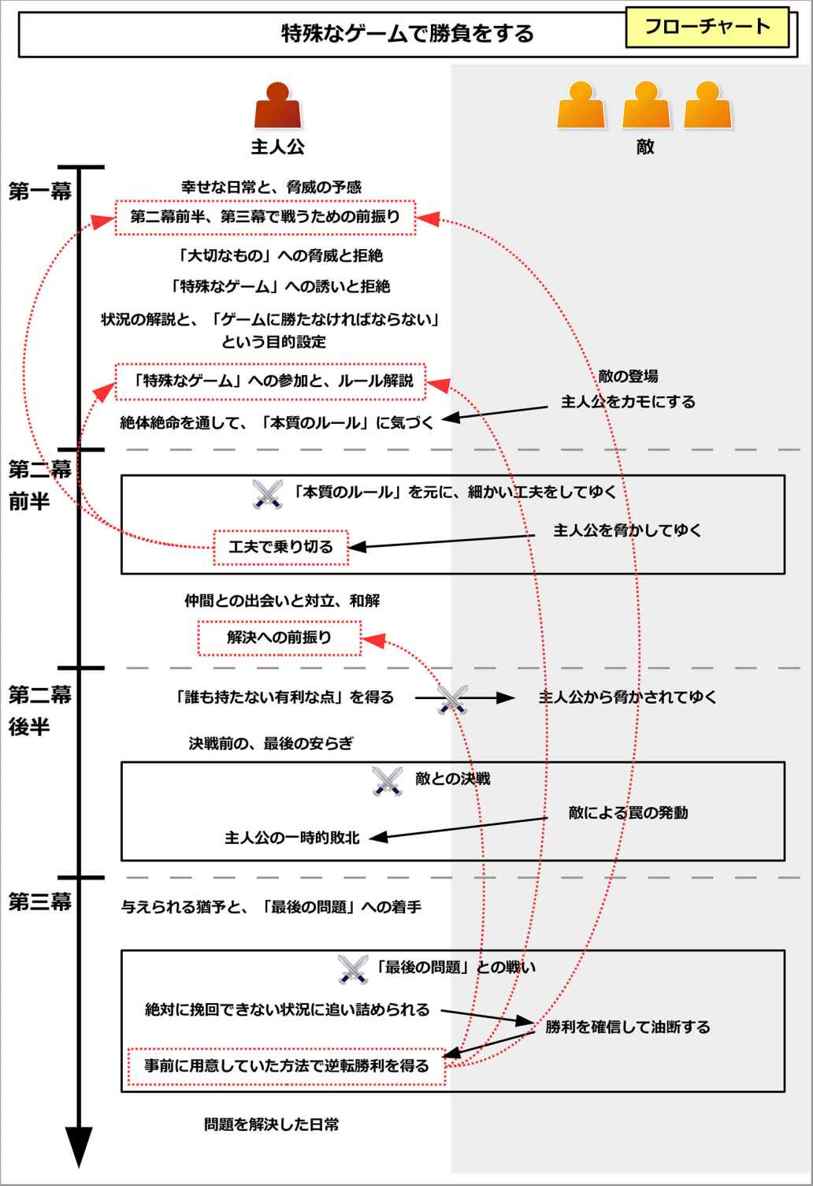 特殊なゲームで勝負をする
フローチャート
主人公
敵
第一幕
幸せな日常と、脅威の予感
第二幕前半、第三幕で戦うための前振り
「大切なもの」への脅威と拒絶
「特殊なゲーム」への誘いと拒絶
状況の解説と、「ゲームに勝たなければならない」
という目的設定
「特殊なゲーム」への参加と、ルール解説
敵の登場
主人公をカモにする
絶体絶命を通して、「本質のルール」に気づく
第二幕
前半
「本質のルール」を元に、細かい工夫をしてゆく
主人公を脅かしてゆく
工夫で乗り切る
仲間との出会いと対立、和解
解決への前振り
第二幕
後半
「誰も持たない有利な点」を得る
主人公から脅かされてゆく
決戦前の、最後の安らぎ
敵との決戦
敵による罠の発動
主人公の一時的敗北
第三幕
与えられる猶予と、「最後の問題」への着手
「最後の問題」との戦い
絶対に挽回できない状況に追い詰められる
勝利を確信して油断する
事前に用意していた方法で逆転勝利を得る
問題を解決した日常